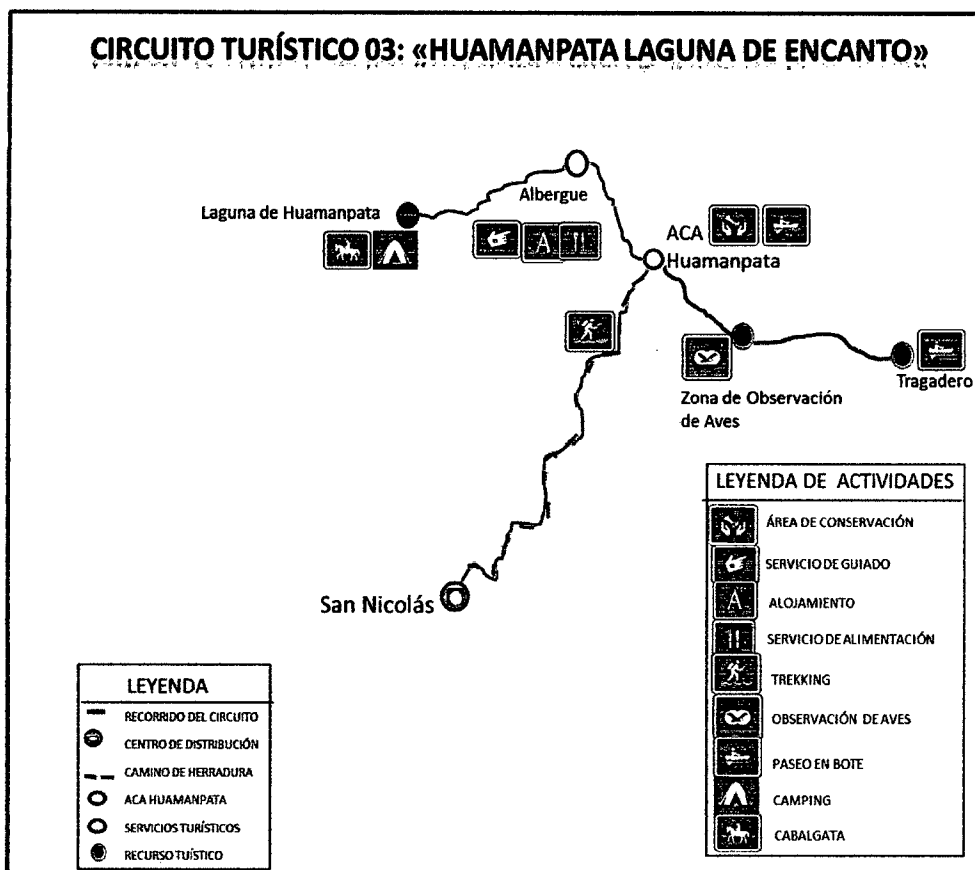 CIRCUITO TURÍSTICO 03: «HUAMANPATA LAGUNA DE ENCANTO»
Albergue
Laguna de Huamanpata
ACA
Huamanpata
A
Tragadero
Zona de Observación
de Aves
San Nicolás
LEYENDA
RECORRIDO DEL CIRCUITO
CENTRO DE DISTRIBUCIÓN
CAMINO DE HERRADURA
ACA HUAMANPATA
SERVICIOS TURÍSTICOS
RECURSO TUÍSTICO
LEYENDA DE ACTIVIDADES
ÁREA DE CONSERVACIÓN
SERVICIO DE GUIADO
A ALOJAMIENTO
SERVICIO DE ALIMENTACIÓN
TREKKING
OBSERVACIÓN DE AVES
PASEO EN BOTE
CAMPING
CABALGATA